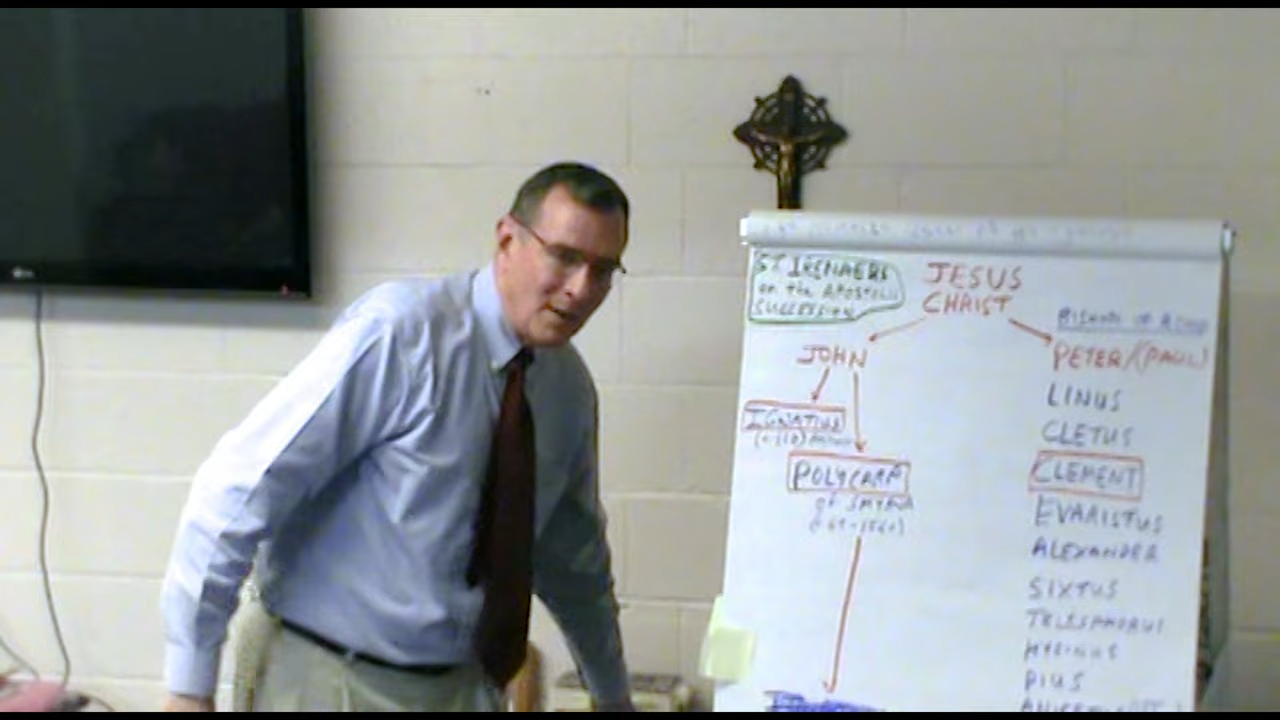 ST IRENAEUS
on the APOSTOLIC
SUCCESSION
JESUS
CHRIST
BISHOPS OF ROME
JOHN
PETER/(PAUL)
LINUS
IGNATIUS
CLETUS
POLYCARP
CLEMENT
of SMYRNA
EVARISTUS
ALEXANDER
SIXTUS
TELESPHORUS
HYGINUS
PIUS